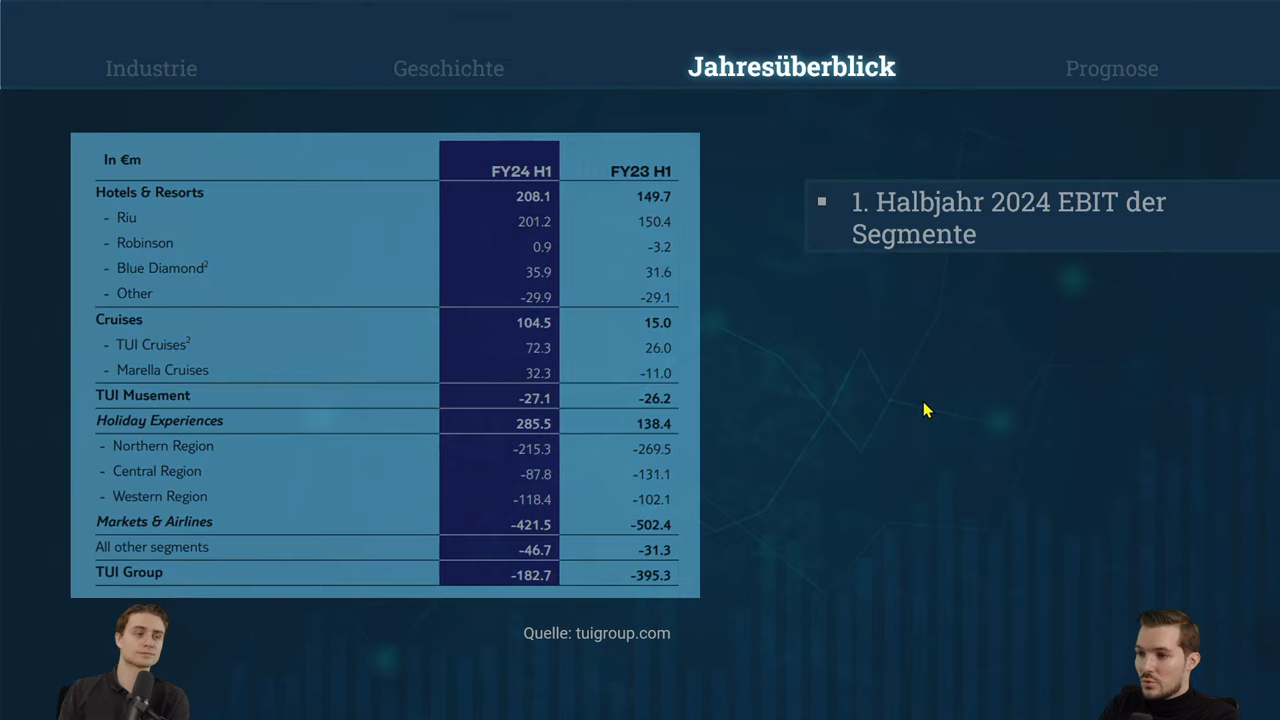 Industrie Geschichte Jahresüberblick Prognose
In €m FY24 H1 FY23 H1
Hotels & Resorts 208.1 149.7
- Riu 201.2 150.4
- Robinson 0.9 -3.2
- Blue Diamond² 35.9 31.6
- Other -29.9 -29.1
Cruises 104.5 15.0
- TUI Cruises² 72.3 26.0
- Marella Cruises 32.3 -11.0
TUI Musement -27.1 -26.2
Holiday Experiences 285.5 138.4
- Northern Region -215.3 -269.5
- Central Region -87.8 -131.1
- Western Region -118.4 -102.1
Markets & Airlines -421.5 -502.4
All other segments -46.7 -31.3
TUI Group -182.7 -395.3
Quelle: tuigroup.com
▪ 1. Halbjahr 2024 EBIT der
Segmente